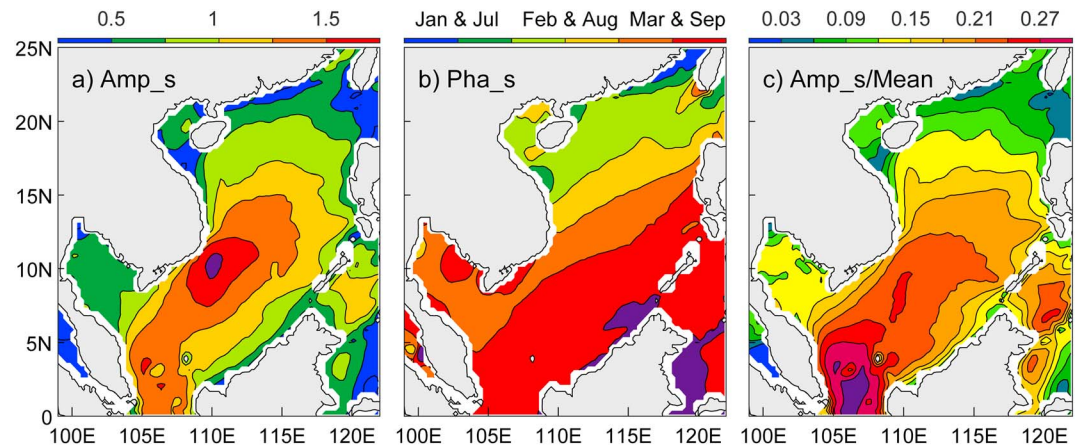 0.5 1 1.5
Jan & Jul Feb & Aug Mar & Sep
0.03 0.09 0.15 0.21 0.27
25N
20N
15N
10N
5N
0
a) Amp_s
b) Pha_s
c) Amp_s/Mean
100E 105E 110E 115E 120E
100E 105E 110E 115E 120E
100E 105E 110E 115E 120E